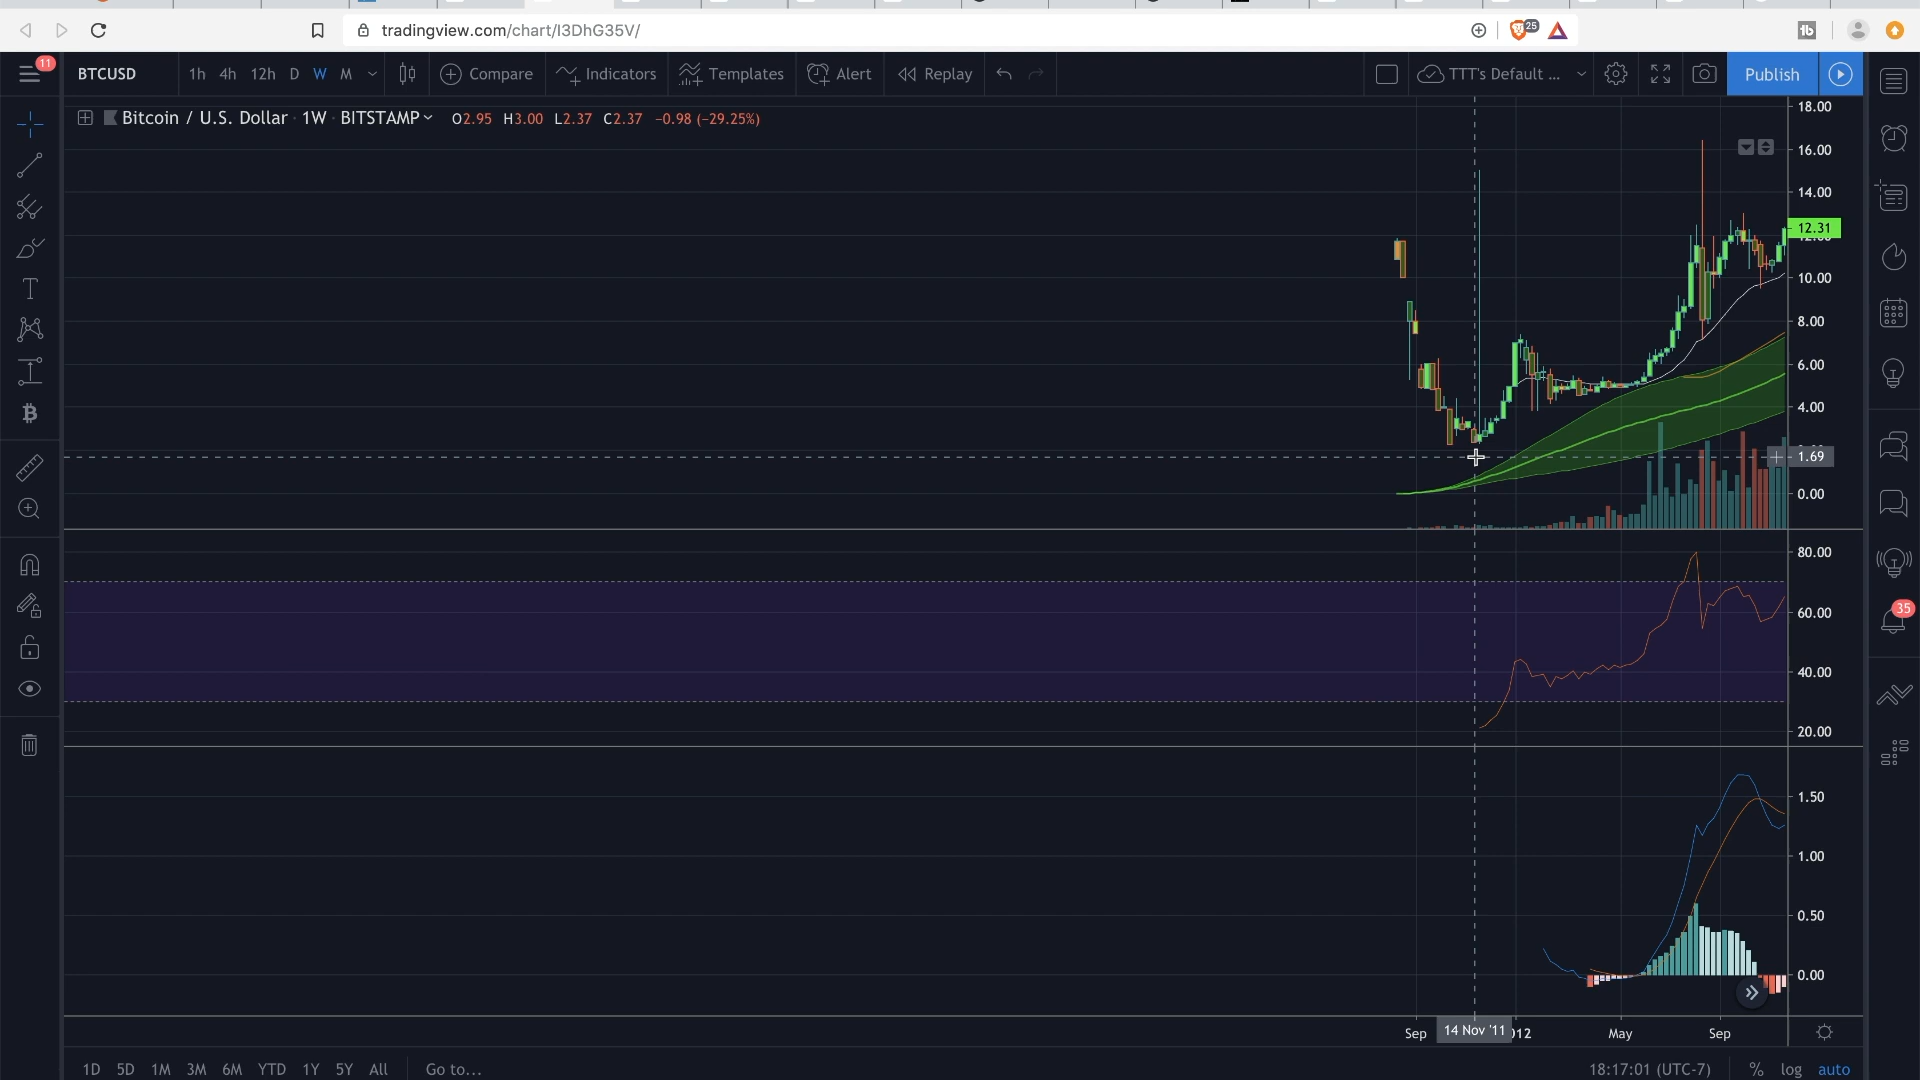 tradingview.com/chart/I3DhG35V/
25
11
BTCUSD
1h 4h 12h D W M
Compare
Indicators
Templates
Alert
Replay
TTT's Default ...
Publish
Bitcoin / U.S. Dollar · 1W · BITSTAMP
O2.95 H3.00 L2.37 C2.37 −0.98 (−29.25%)
18.00
16.00
14.00
12.31
10.00
8.00
6.00
4.00
1.69
0.00
80.00
60.00
40.00
20.00
35
1.50
1.00
0.50
0.00
Sep 14 Nov '11 012 May Sep
1D 5D 1M 3M 6M YTD 1Y 5Y All Go to...
18:17:01 (UTC-7) % log auto